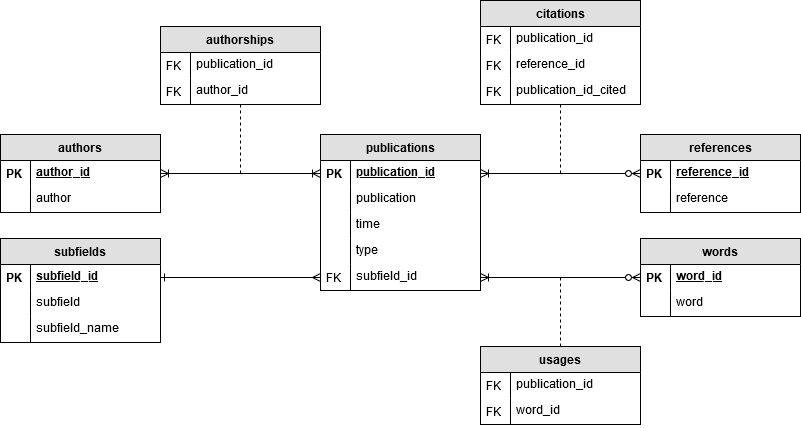 authorships
FK publication_id
FK author_id
citations
FK publication_id
FK reference_id
FK publication_id_cited
authors
PK author_id
author
publications
PK publication_id
publication
time
type
FK subfield_id
references
PK reference_id
reference
subfields
PK subfield_id
subfield
subfield_name
words
PK word_id
word
usages
FK publication_id
FK word_id